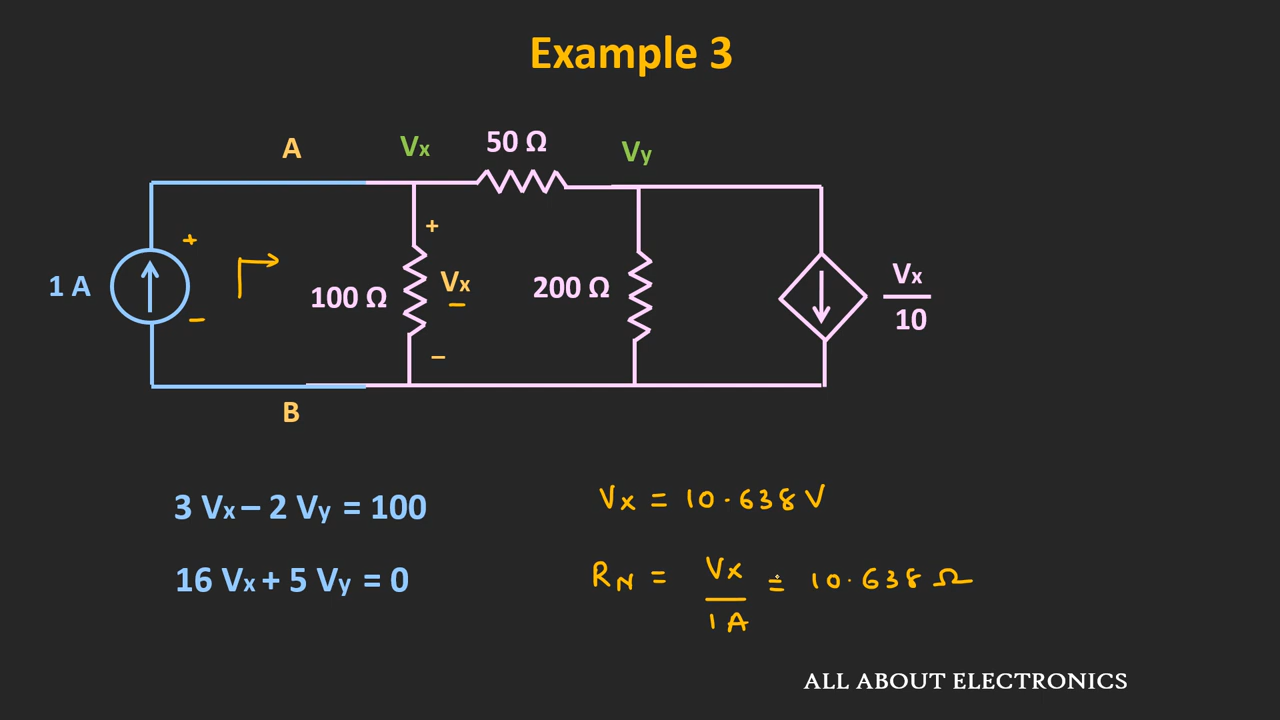 Example 3
A
Vx
50 Ω
Vy
+
+
1 A
100 Ω
Vx
200 Ω
Vx
10
–
–
B
3 Vx – 2 Vy = 100
Vx = 10.638 V
16 Vx + 5 Vy = 0
RN = Vx / 1A = 10.638 Ω
ALL ABOUT ELECTRONICS